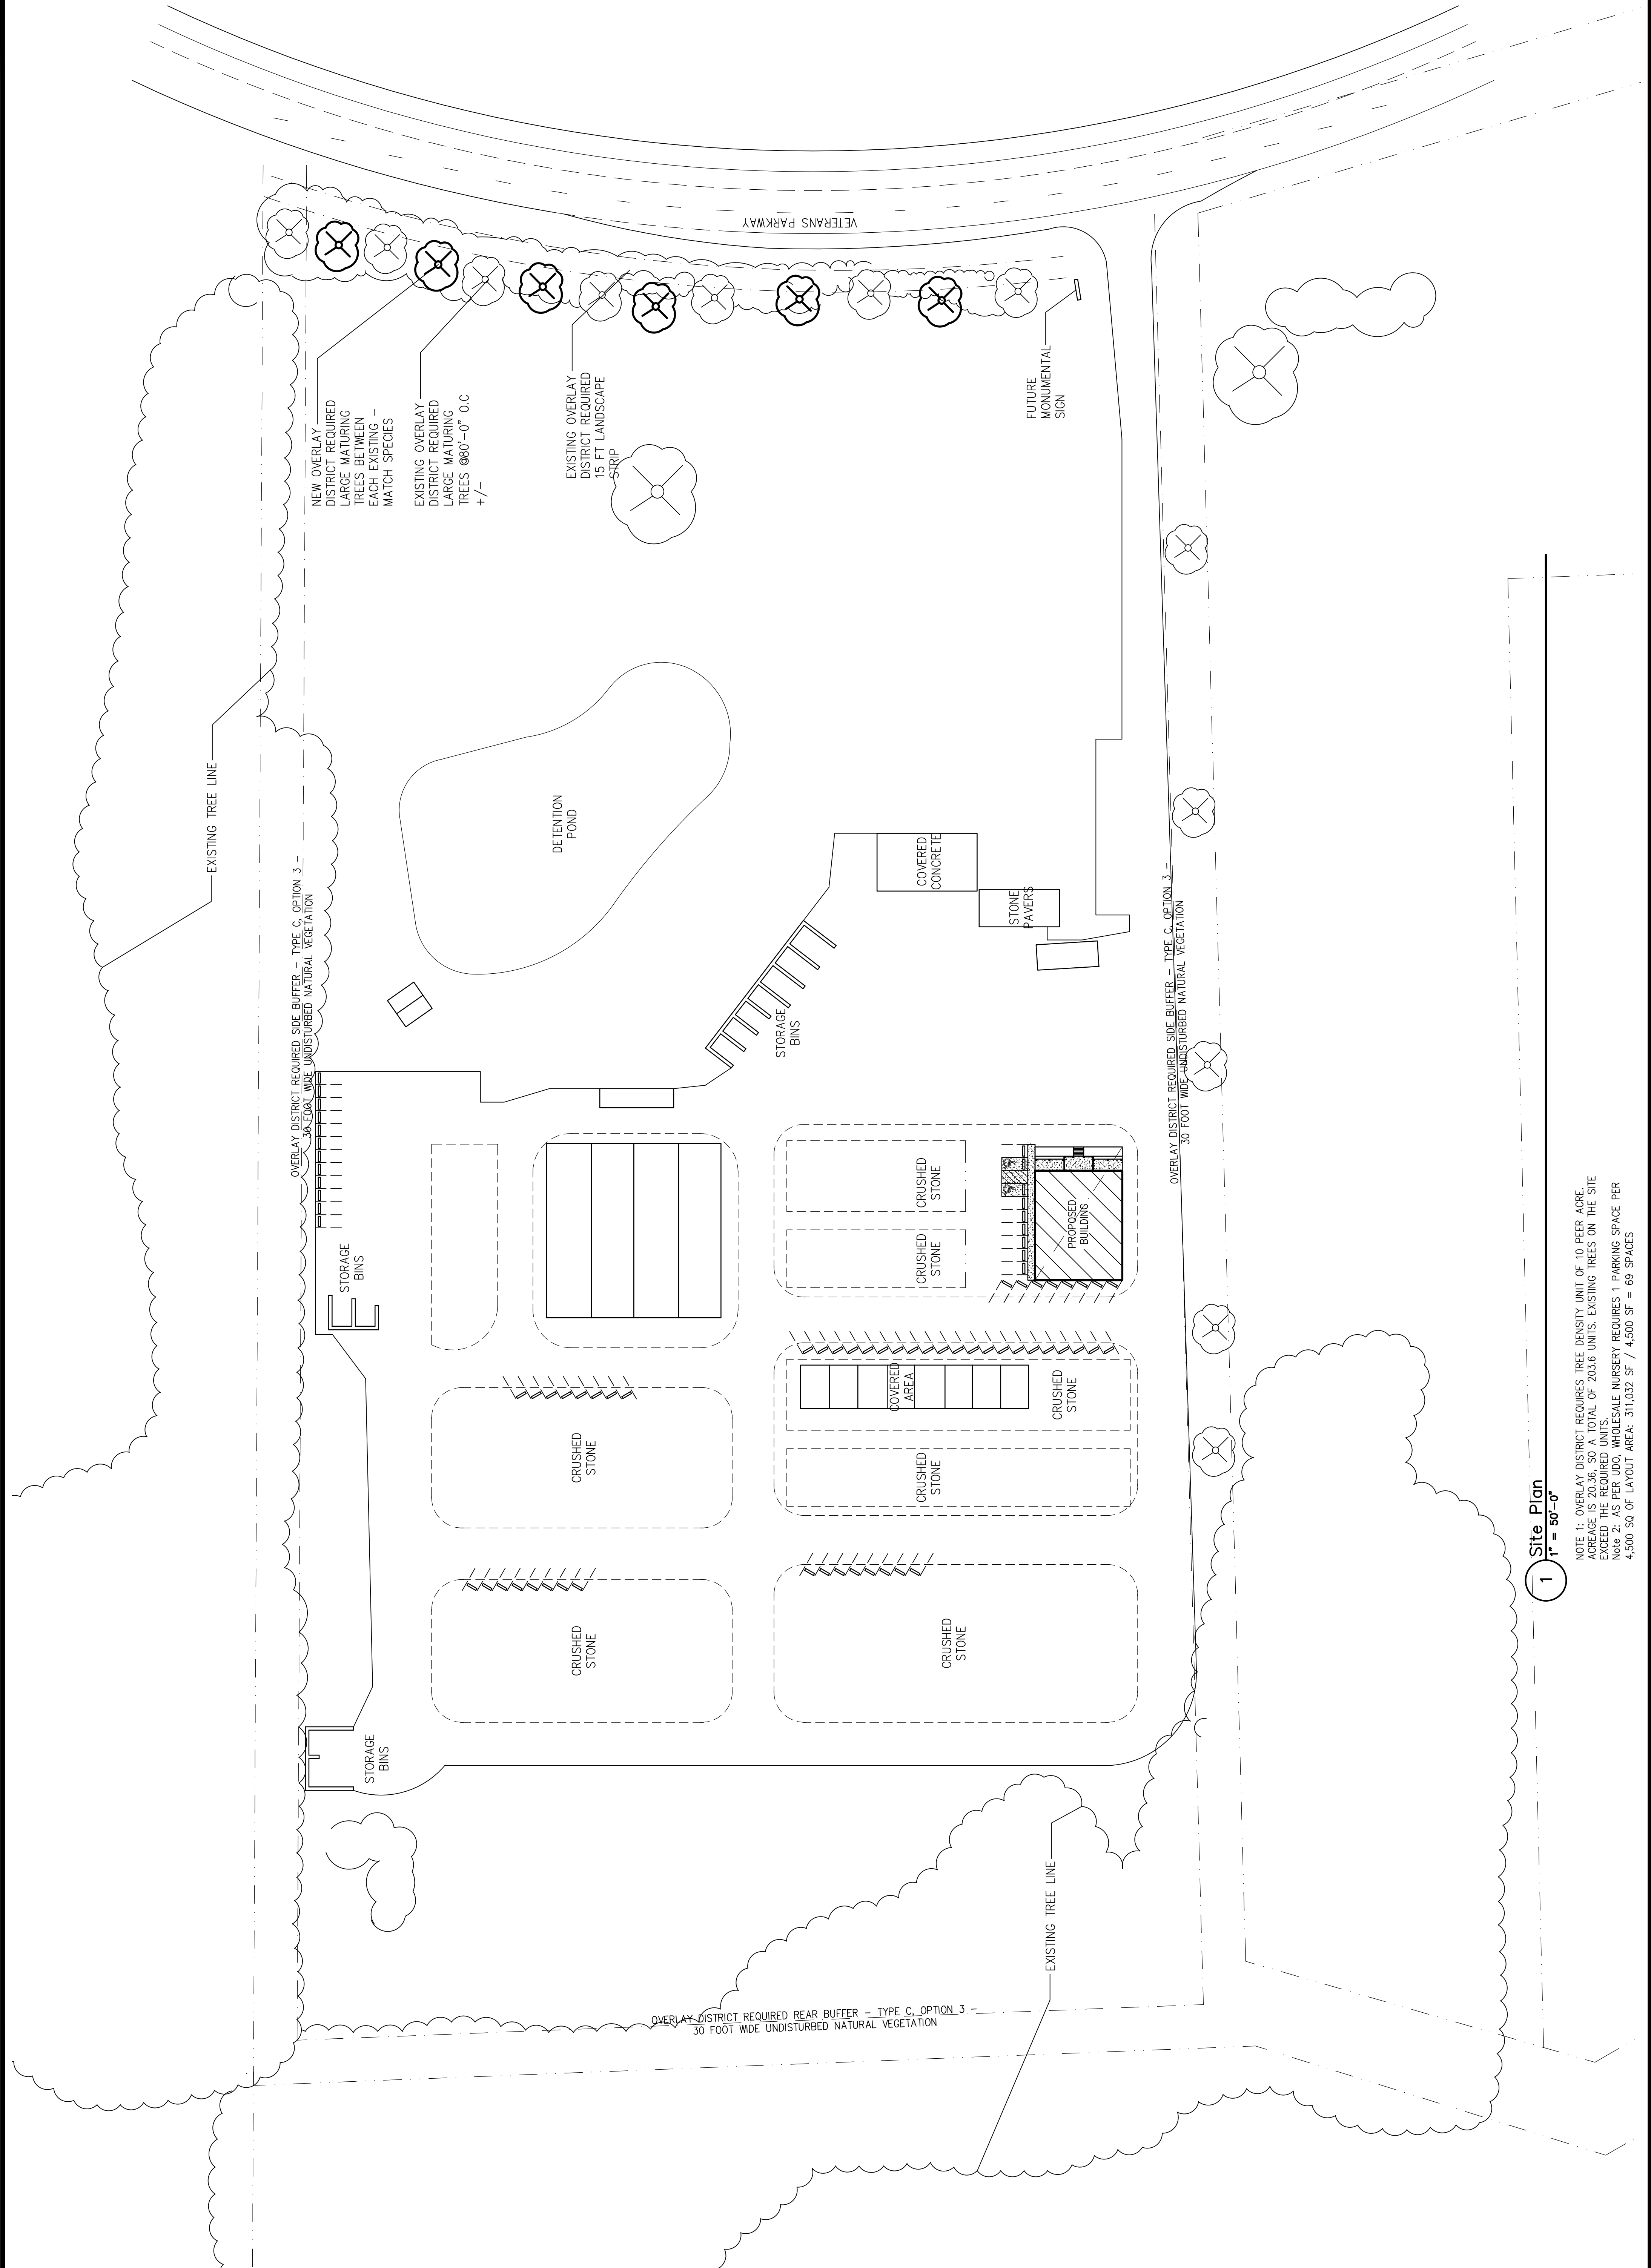 VETERANS PARKWAY
NEW OVERLAY
DISTRICT REQUIRED
LARGE MATURING
TREES BETWEEN
EACH EXISTING –
MATCH SPECIES
EXISTING OVERLAY
DISTRICT REQUIRED
LARGE MATURING
TREES @80'–0" O.C
+/–
EXISTING OVERLAY
DISTRICT REQUIRED
15 FT LANDSCAPE
STRIP
FUTURE
MONUMENTAL
SIGN
EXISTING TREE LINE
OVERLAY DISTRICT REQUIRED SIDE BUFFER – TYPE C, OPTION 3 –
30 FOOT WIDE UNDISTURBED NATURAL VEGETATION
DETENTION
POND
COVERED
CONCRETE
STONE
PAVERS
STORAGE
BINS
OVERLAY DISTRICT REQUIRED SIDE BUFFER – TYPE C, OPTION 3 –
30 FOOT WIDE UNDISTURBED NATURAL VEGETATION
STORAGE
BINS
CRUSHED
STONE
CRUSHED
STONE
PROPOSED
BUILDING
COVERED
AREA
CRUSHED
STONE
CRUSHED
STONE
CRUSHED
STONE
CRUSHED
STONE
CRUSHED
STONE
STORAGE
BINS
EXISTING TREE LINE
OVERLAY DISTRICT REQUIRED REAR BUFFER – TYPE C, OPTION 3 –
30 FOOT WIDE UNDISTURBED NATURAL VEGETATION
1
Site Plan
1" = 50'-0"
NOTE 1: OVERLAY DISTRICT REQUIRES TREE DENSITY UNIT OF 10 PEER ACRE.
ACREAGE IS 20.36, SO A TOTAL OF 203.6 UNITS. EXISTING TREES ON THE SITE
EXCEED THE REQUIRED UNITS.
Note 2: AS PER UDO, WHOLESALE NURSERY REQUIRES 1 PARKING SPACE PER
4,500 SQ OF LAYOUT AREA: 311,032 SF / 4,500 SF = 69 SPACES